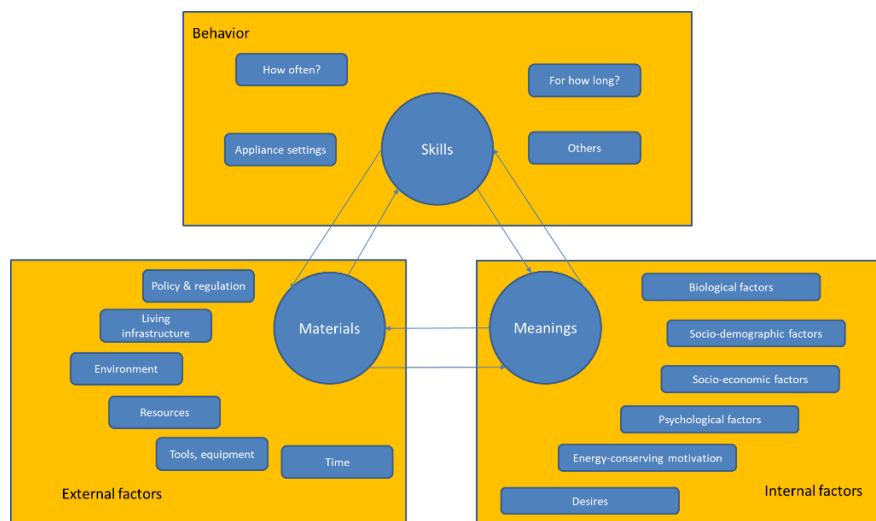 Behavior
How often?
For how long?
Appliance settings
Skills
Others
Policy & regulation
Living
infrastructure
Materials
Environment
Resources
Tools, equipment
Time
External factors
Meanings
Biological factors
Socio-demographic factors
Socio-economic factors
Psychological factors
Energy-conserving motivation
Internal factors
Desires